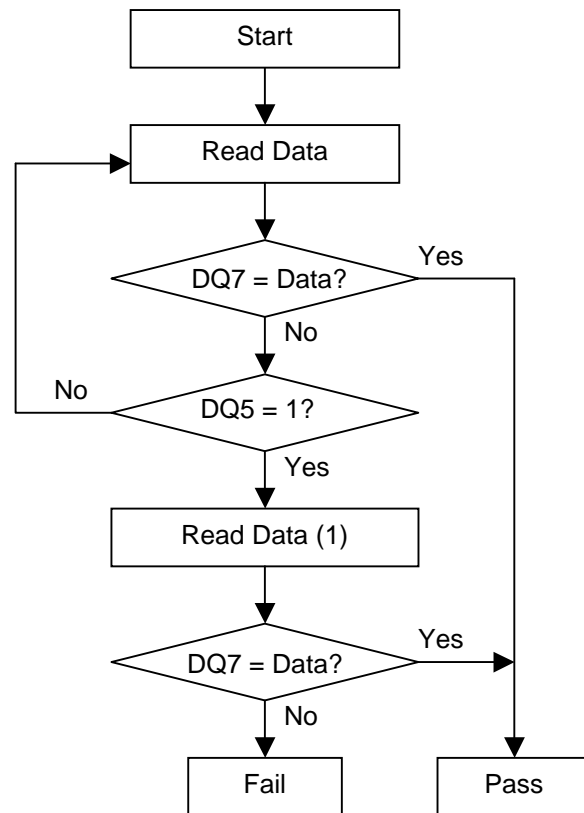 Start
Read Data
DQ7 = Data?
Yes
No
DQ5 = 1?
No
Yes
Read Data (1)
DQ7 = Data?
Yes
No
Fail
Pass